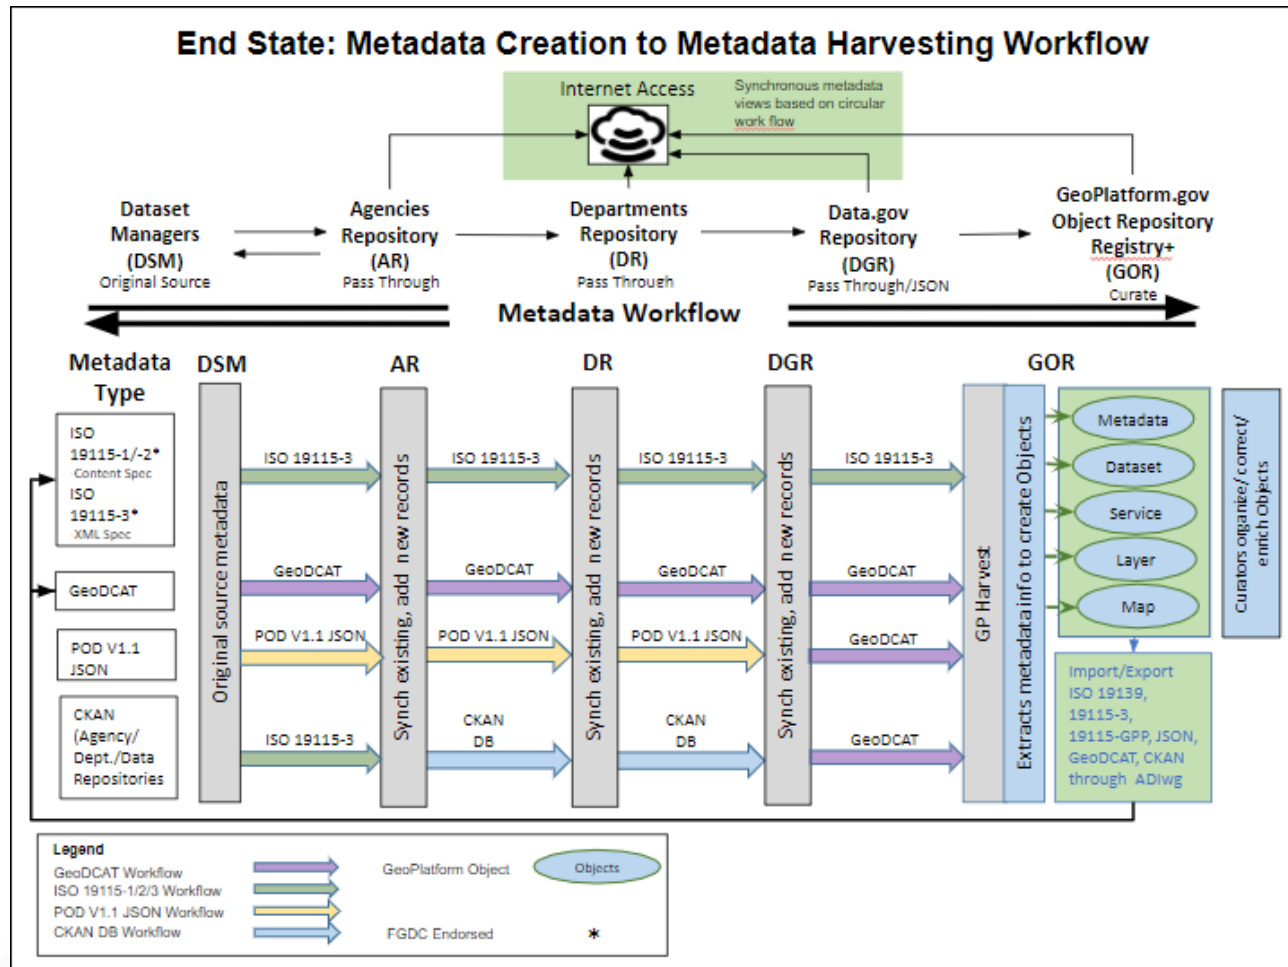 End State: Metadata Creation to Metadata Harvesting Workflow
Internet Access
Synchronous metadata
views based on circular
work flow
Dataset
Managers
(DSM)
Original Source
Agencies
Repository
(AR)
Pass Through
Departments
Repository
(DR)
Pass Through
Data.gov
Repository
(DGR)
Pass Through/JSON
GeoPlatform.gov
Object Repository
Registry+
(GOR)
Curate
Metadata Workflow
Metadata
Type
DSM
AR
DR
DGR
GOR
ISO
19115-1/-2*
Content Spec
ISO
19115-3*
XML Spec
GeoDCAT
POD V1.1
JSON
CKAN
(Agency/
Dept./Data
Repositories
Original source metadata
ISO 19115-3
GeoDCAT
POD V1.1 JSON
ISO 19115-3
Synch existing, add new records
ISO 19115-3
GeoDCAT
POD V1.1 JSON
CKAN
DB
Synch existing, add new records
ISO 19115-3
GeoDCAT
POD V1.1 JSON
CKAN
DB
Synch existing, add new records
ISO 19115-3
GeoDCAT
GeoDCAT
GeoDCAT
GP Harvest
Extracts metadata info to create Objects
Metadata
Dataset
Service
Layer
Map
Curators organize/ correct/
enrich Objects
Import/Export
ISO 19139,
19115-3,
19115-GPP, JSON,
GeoDCAT, CKAN
through ADIwg
Legend
GeoDCAT Workflow
ISO 19115-1/2/3 Workflow
POD V1.1 JSON Workflow
CKAN DB Workflow
GeoPlatform Object
Objects
FGDC Endorsed
*